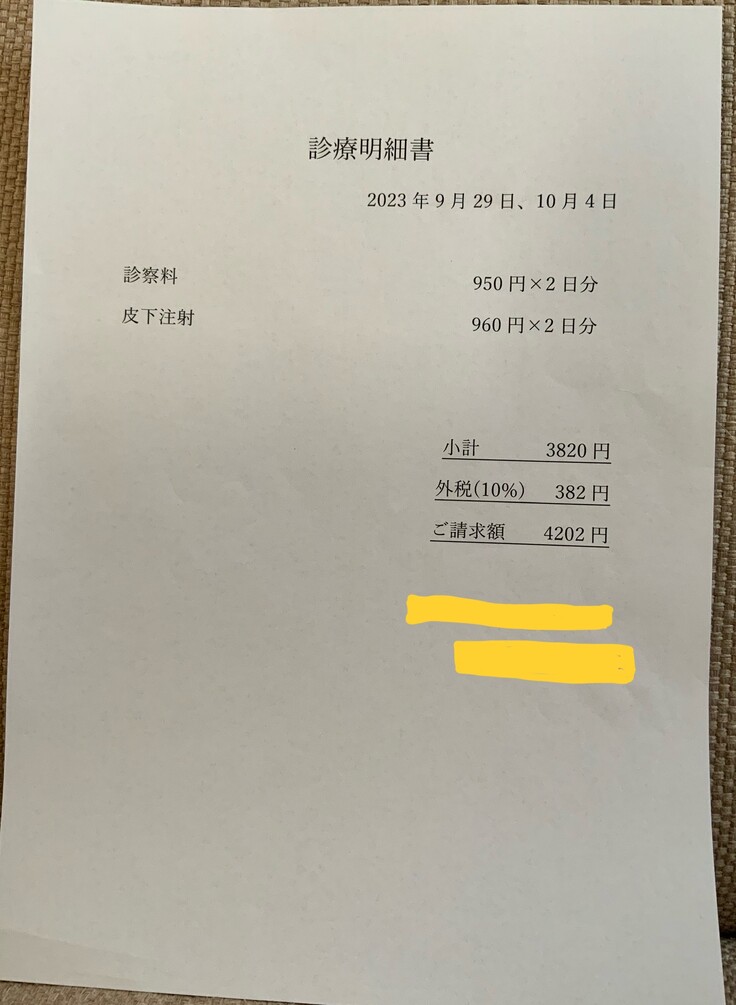 診療明細書
2023 年 9 月 29 日、10 月 4 日
診察料 950 円×2 日分
皮下注射 960 円×2 日分
小計 3820 円
外税(10%) 382 円
ご請求額 4202 円